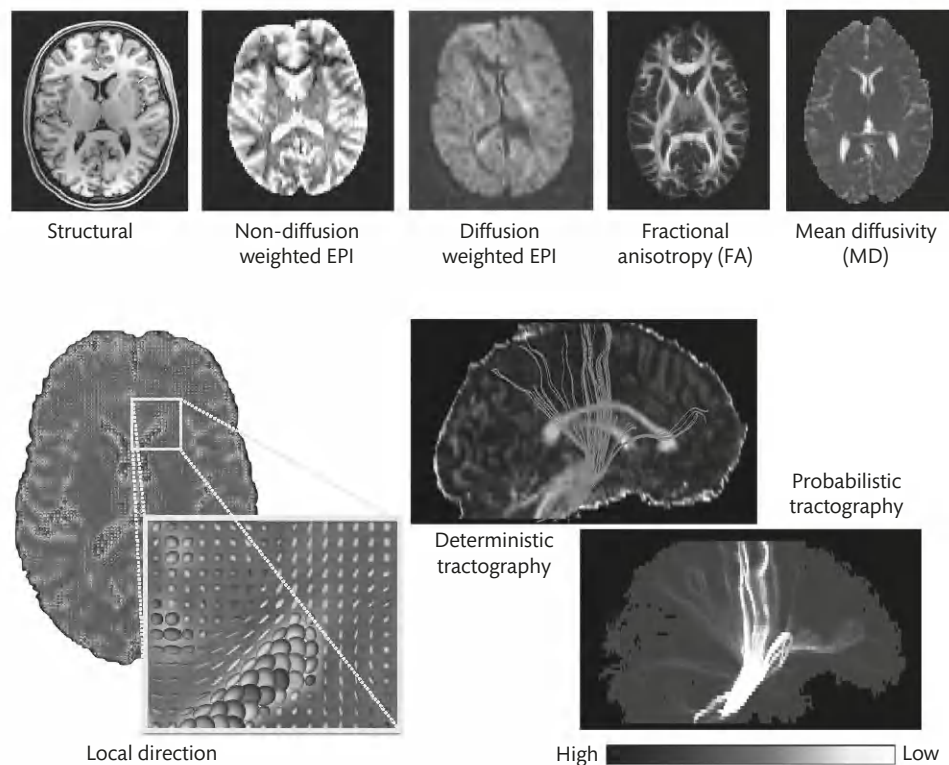 Structural
Non-diffusion
weighted EPI
Diffusion
weighted EPI
Fractional
anisotropy (FA)
Mean diffusivity
(MD)
Probabilistic
tractography
Deterministic
tractography
Local direction
High
Low